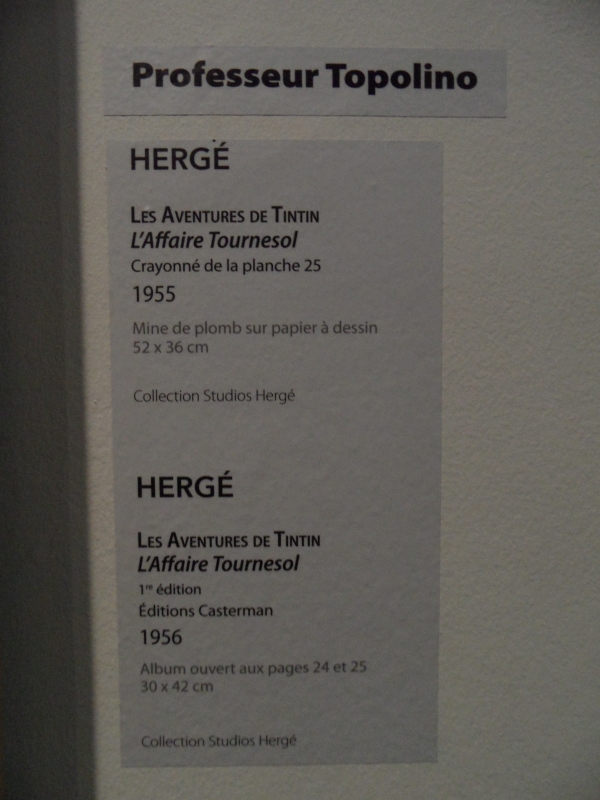 Professeur Topolino
HERGÉ
LES AVENTURES DE TINTIN
L'Affaire Tournesol
Crayonné de la planche 25
1955
Mine de plomb sur papier à dessin
52 x 36 cm
Collection Studios Hergé
HERGÉ
LES AVENTURES DE TINTIN
L'Affaire Tournesol
1re édition
Éditions Casterman
1956
Album ouvert aux pages 24 et 25
30 x 42 cm
Collection Studios Hergé